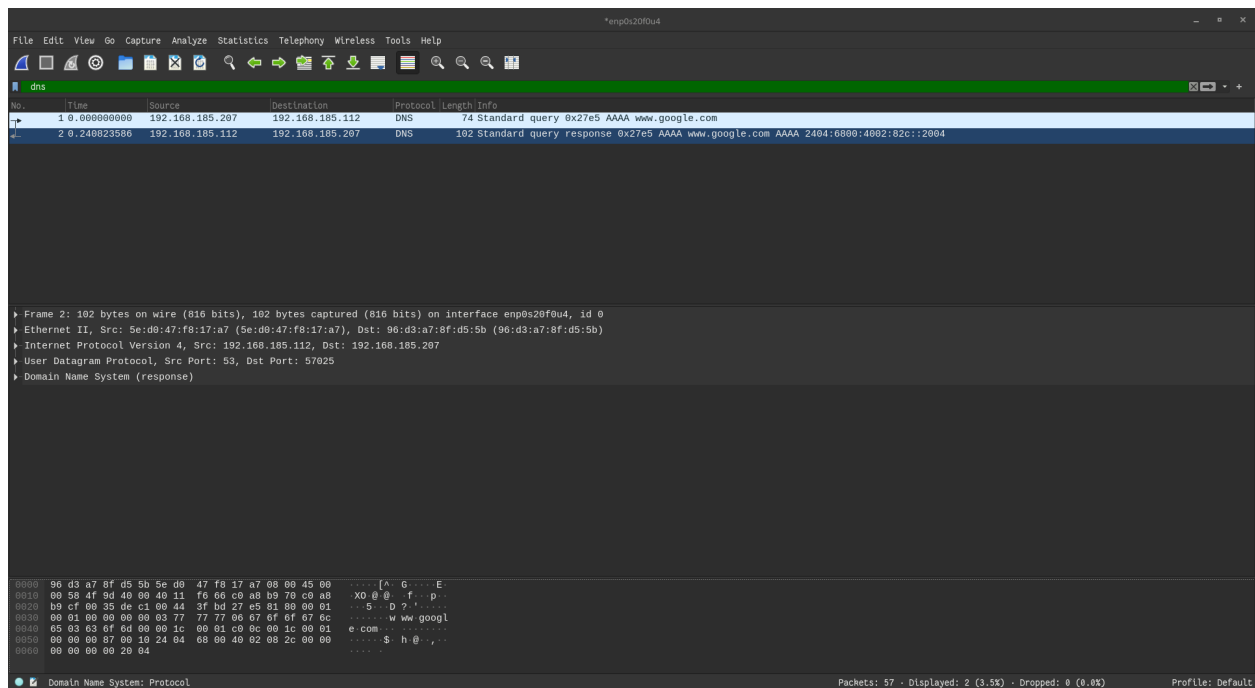 *enp0s20f0u4
File Edit View Go Capture Analyze Statistics Telephony Wireless Tools Help
dns
No. Time Source Destination Protocol Length Info
1 0.000000000 192.168.185.207 192.168.185.112 DNS 74 Standard query 0x27e5 AAAA www.google.com
2 0.240823586 192.168.185.112 192.168.185.207 DNS 102 Standard query response 0x27e5 AAAA www.google.com AAAA 2404:6800:4002:82c::2004
Frame 2: 102 bytes on wire (816 bits), 102 bytes captured (816 bits) on interface enp0s20f0u4, id 0
Ethernet II, Src: 5e:d0:47:f8:17:a7 (5e:d0:47:f8:17:a7), Dst: 96:d3:a7:8f:d5:5b (96:d3:a7:8f:d5:5b)
Internet Protocol Version 4, Src: 192.168.185.112, Dst: 192.168.185.207
User Datagram Protocol, Src Port: 53, Dst Port: 57025
Domain Name System (response)
0000 96 d3 a7 8f d5 5b 5e d0 47 f8 17 a7 08 00 45 00 ·····[^· G·····E·
0010 00 58 4f 9d 40 00 40 11 f6 66 c0 a8 b9 70 c0 a8 ·XO·@·@· ·f···p··
0020 b9 cf 00 35 de c1 00 44 3f bd 27 e5 81 80 00 01 ···5···D ?·'·····
0030 00 01 00 00 00 00 03 77 77 77 06 67 6f 6f 67 6c ·······w ww·googl
0040 65 03 63 6f 6d 00 00 1c 00 01 c0 0c 00 1c 00 01 e·com··· ········
0050 00 00 00 87 00 10 24 04 68 00 40 02 08 2c 00 00 ······$· h·@··,··
0060 00 00 00 00 20 04 ···· ·
Domain Name System: Protocol Packets: 57 · Displayed: 2 (3.5%) · Dropped: 0 (0.0%) Profile: Default